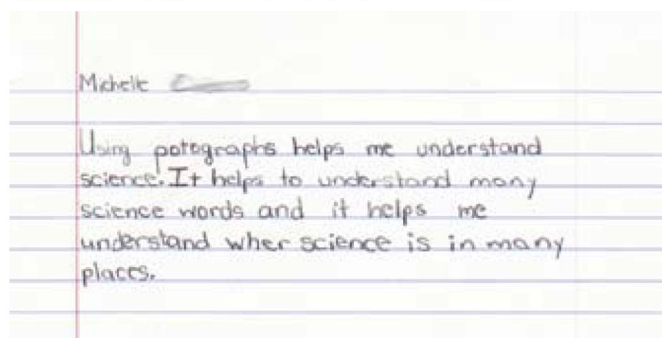 Michelle
Using potographs helps me understand
science. It helps to understand many
science words and it helps me
understand wher science is in many
places.